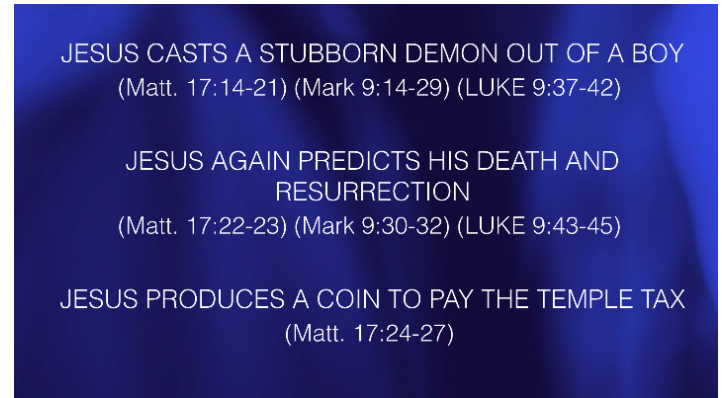 JESUS CASTS A STUBBORN DEMON OUT OF A BOY
(Matt. 17:14-21) (Mark 9:14-29) (LUKE 9:37-42)
JESUS AGAIN PREDICTS HIS DEATH AND
RESURRECTION
(Matt. 17:22-23) (Mark 9:30-32) (LUKE 9:43-45)
JESUS PRODUCES A COIN TO PAY THE TEMPLE TAX
(Matt. 17:24-27)